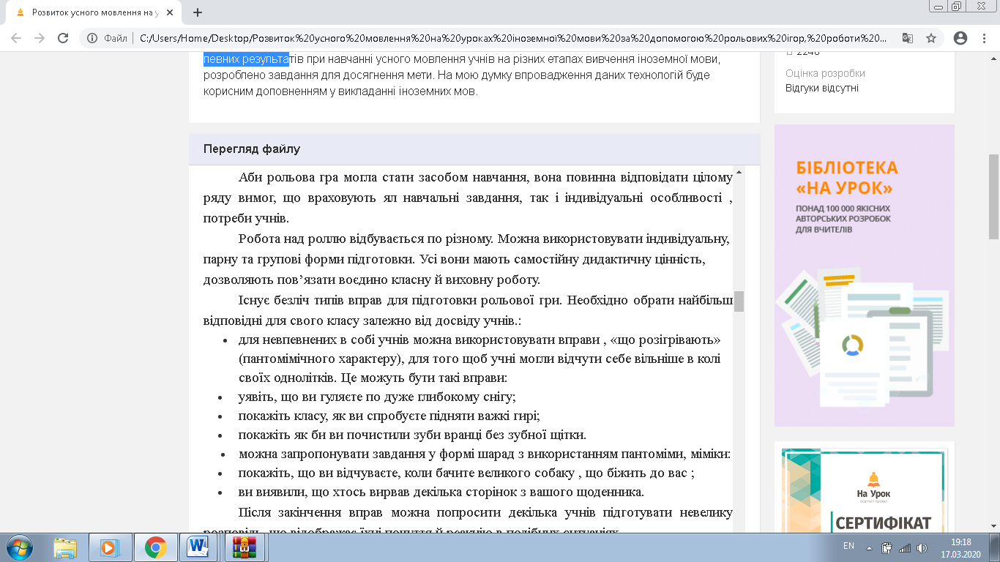 Розвиток усного мовлення на у
Файл
C:/Users/Home/Desktop/Розвиток%20усного%20мовлення%20на%20уроках%20іноземної%20мови%20за%20допомогою%20рольових%20ігор,%20роботи%20...
певних результатів при навчанні усного мовлення учнів на різних етапах вивчення іноземної мови,
розроблено завдання для досягнення мети. На мою думку впровадження даних технологій буде
корисним доповненням у викладанні іноземних мов.
2248
Оцінка розробки
Відгуки відсутні
Перегляд файлу
Аби рольова гра могла стати засобом навчання, вона повинна відповідати цілому
ряду вимог, що враховують ял навчальні завдання, так і індивідуальні особливості ,
потреби учнів.
Робота над роллю відбувається по різному. Можна використовувати індивідуальну,
парну та групові форми підготовки. Усі вони мають самостійну дидактичну цінність,
дозволяють пов’язати воєдино класну й виховну роботу.
Існує безліч типів вправ для підготовки рольової гри. Необхідно обрати найбільш
відповідні для свого класу залежно від досвіду учнів.:
• для невпевнених в собі учнів можна використовувати вправи , «що розігрівають»
(пантомімічного характеру), для того щоб учні могли відчути себе вільніше в колі
своїх однолітків. Це можуть бути такі вправи:
• уявіть, що ви гуляєте по дуже глибокому снігу;
• покажіть класу, як ви спробуєте підняти важкі гирі;
• покажіть як би ви почистили зуби вранці без зубної щітки.
• можна запропонувати завдання у формі шарад з використанням пантоміми, міміки:
• покажіть, що ви відчуваєте, коли бачите великого собаку , що біжить до вас ;
• ви виявили, що хтось вирвав декілька сторінок з вашого щоденника.
Після закінчення вправ можна попросити декілька учнів підготувати невелику
розповідь, що відображає їхні почуття й реакцію в подібних ситуаціях.
БІБЛІОТЕКА
«НА УРОК»
ПОНАД 100 000 ЯКІСНИХ
АВТОРСЬКИХ РОЗРОБОК
ДЛЯ ВЧИТЕЛІВ
На Урок
СЕРТИФІКАТ
EN
19:18
17.03.2020